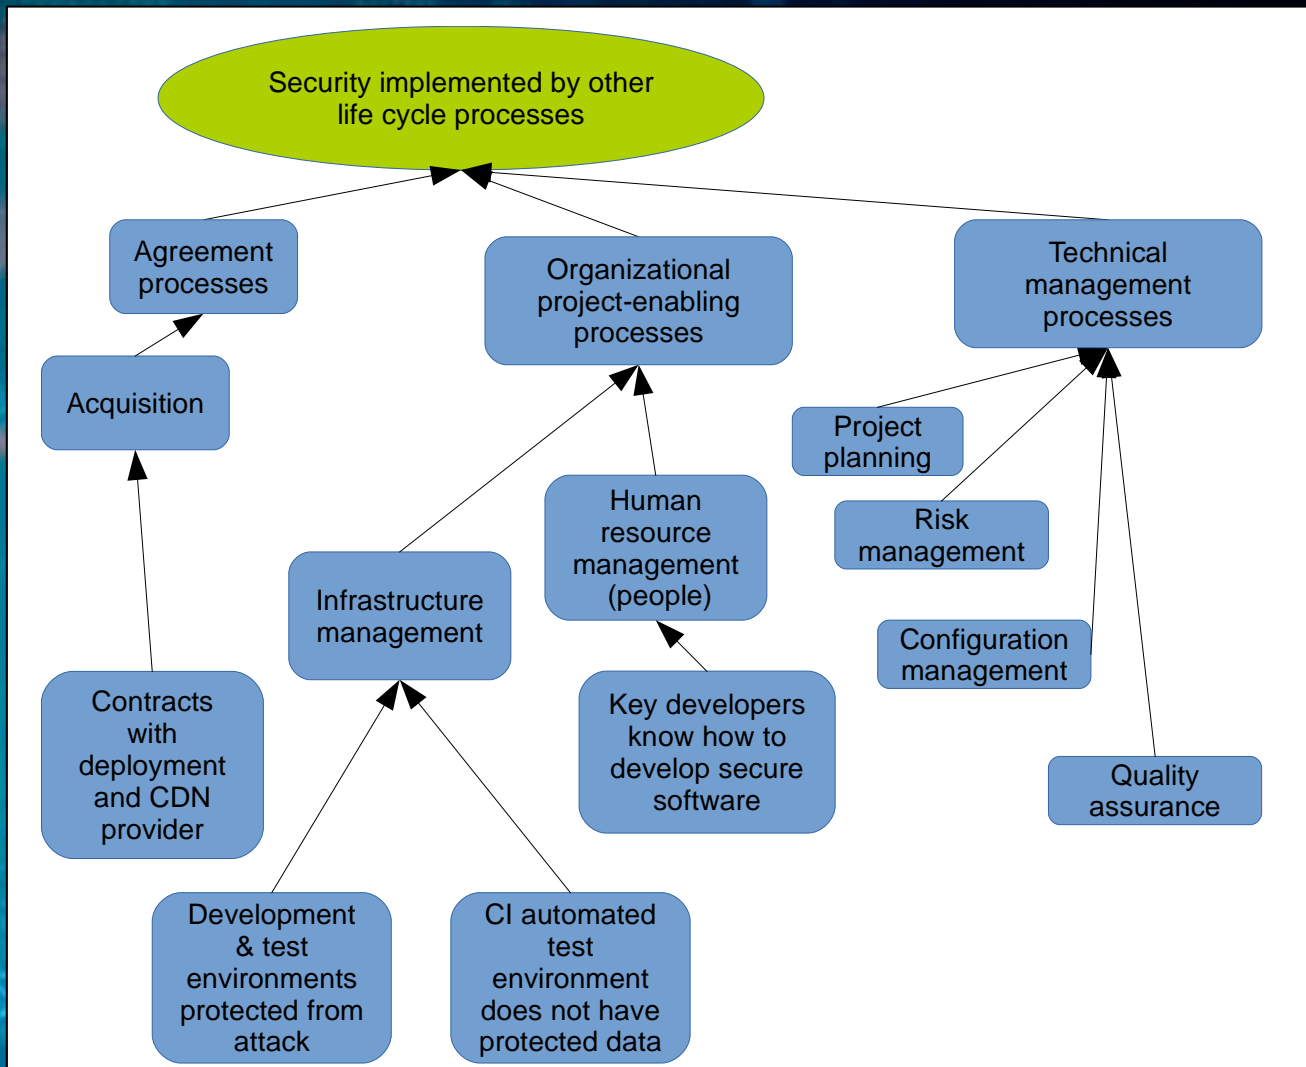 Security implemented by other
life cycle processes
Agreement
processes
Organizational
project-enabling
processes
Technical
management
processes
Acquisition
Project
planning
Human
resource
management
(people)
Risk
management
Infrastructure
management
Configuration
management
Contracts
with
deployment
and CDN
provider
Key developers
know how to
develop secure
software
Quality
assurance
Development
& test
environments
protected from
attack
CI automated
test
environment
does not have
protected data